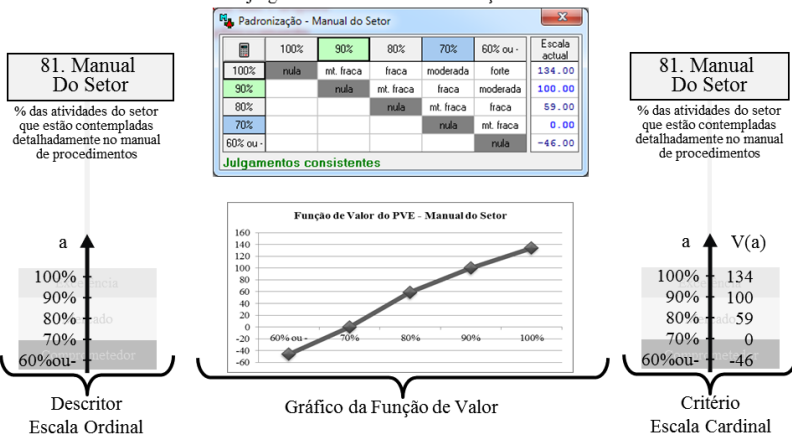 Padronização - Manual do Setor
100% 90% 80% 70% 60% ou - Escala actual
100% nula mt. fraca fraca moderada forte 134.00
90% nula mt. fraca fraca moderada 100.00
80% nula mt. fraca fraca 59.00
70% nula mt. fraca 0.00
60% ou - nula -46.00
Julgamentos consistentes
81. Manual
Do Setor
% das atividades do setor
que estão contempladas
detalhadamente no manual
de procedimentos
a
100%
90%
80%
70%
60%ou-
Descritor
Escala Ordinal
Função de Valor do PVE - Manual do Setor
160
140
120
100
80
60
40
20
0
-20
-40
-60
60% ou - 70% 80% 90% 100%
Gráfico da Função de Valor
81. Manual
Do Setor
% das atividades do setor
que estão contempladas
detalhadamente no manual
de procedimentos
a V(a)
100% 134
90% 100
80% 59
70% 0
60%ou- -46
Critério
Escala Cardinal